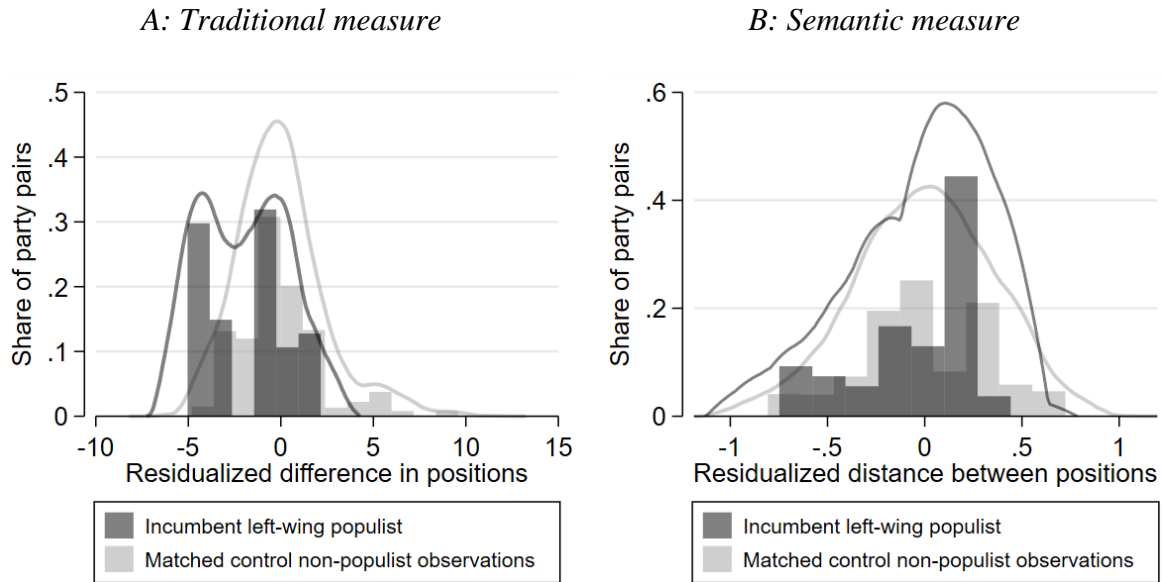 A: Traditional measure
Share of party pairs
.5
.4
.3
.2
.1
0
-10
-5
0
5
10
15
Residualized difference in positions
Incumbent left-wing populist
Matched control non-populist observations
B: Semantic measure
Share of party pairs
.6
.4
.2
0
-1
-.5
0
.5
1
Residualized distance between positions
Incumbent left-wing populist
Matched control non-populist observations